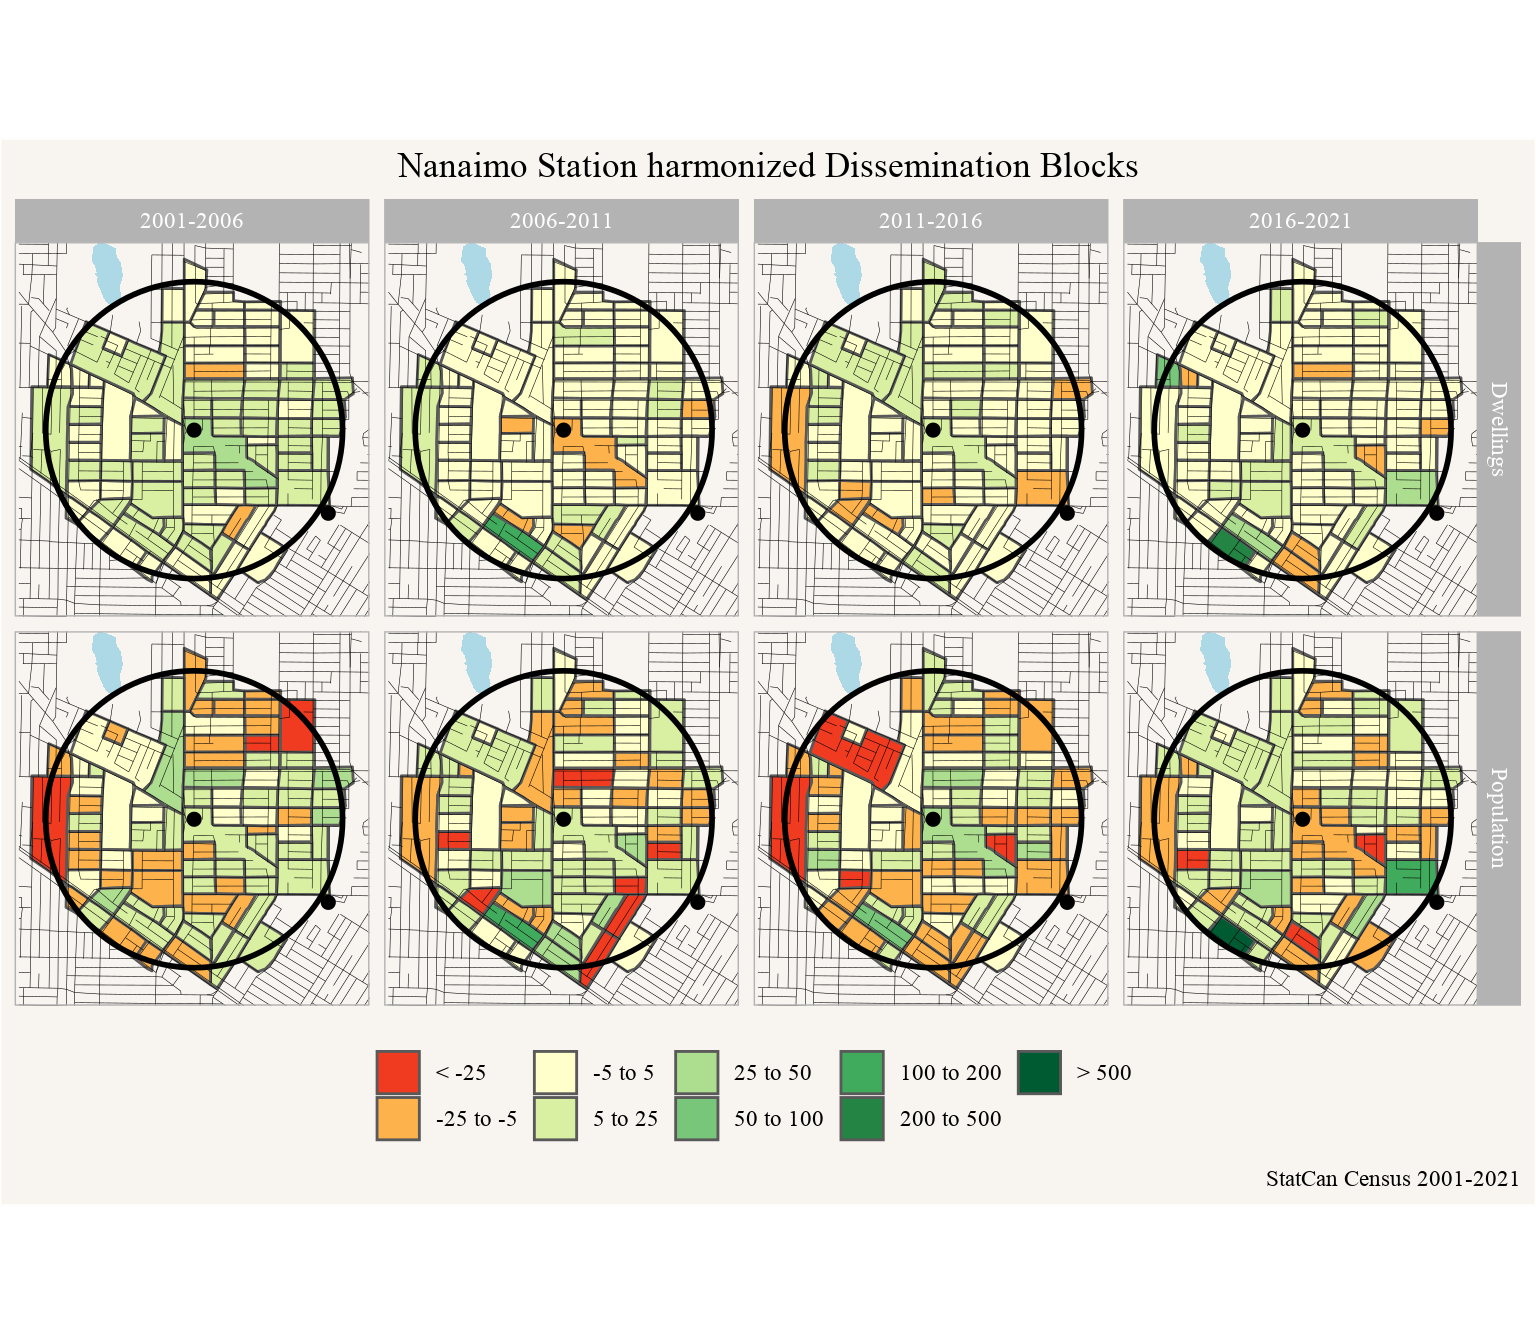 Nanaimo Station harmonized Dissemination Blocks
2001-2006
2006-2011
2011-2016
2016-2021
Dwellings
Population
< -25
-5 to 5
25 to 50
100 to 200
> 500
-25 to -5
5 to 25
50 to 100
200 to 500
StatCan Census 2001-2021